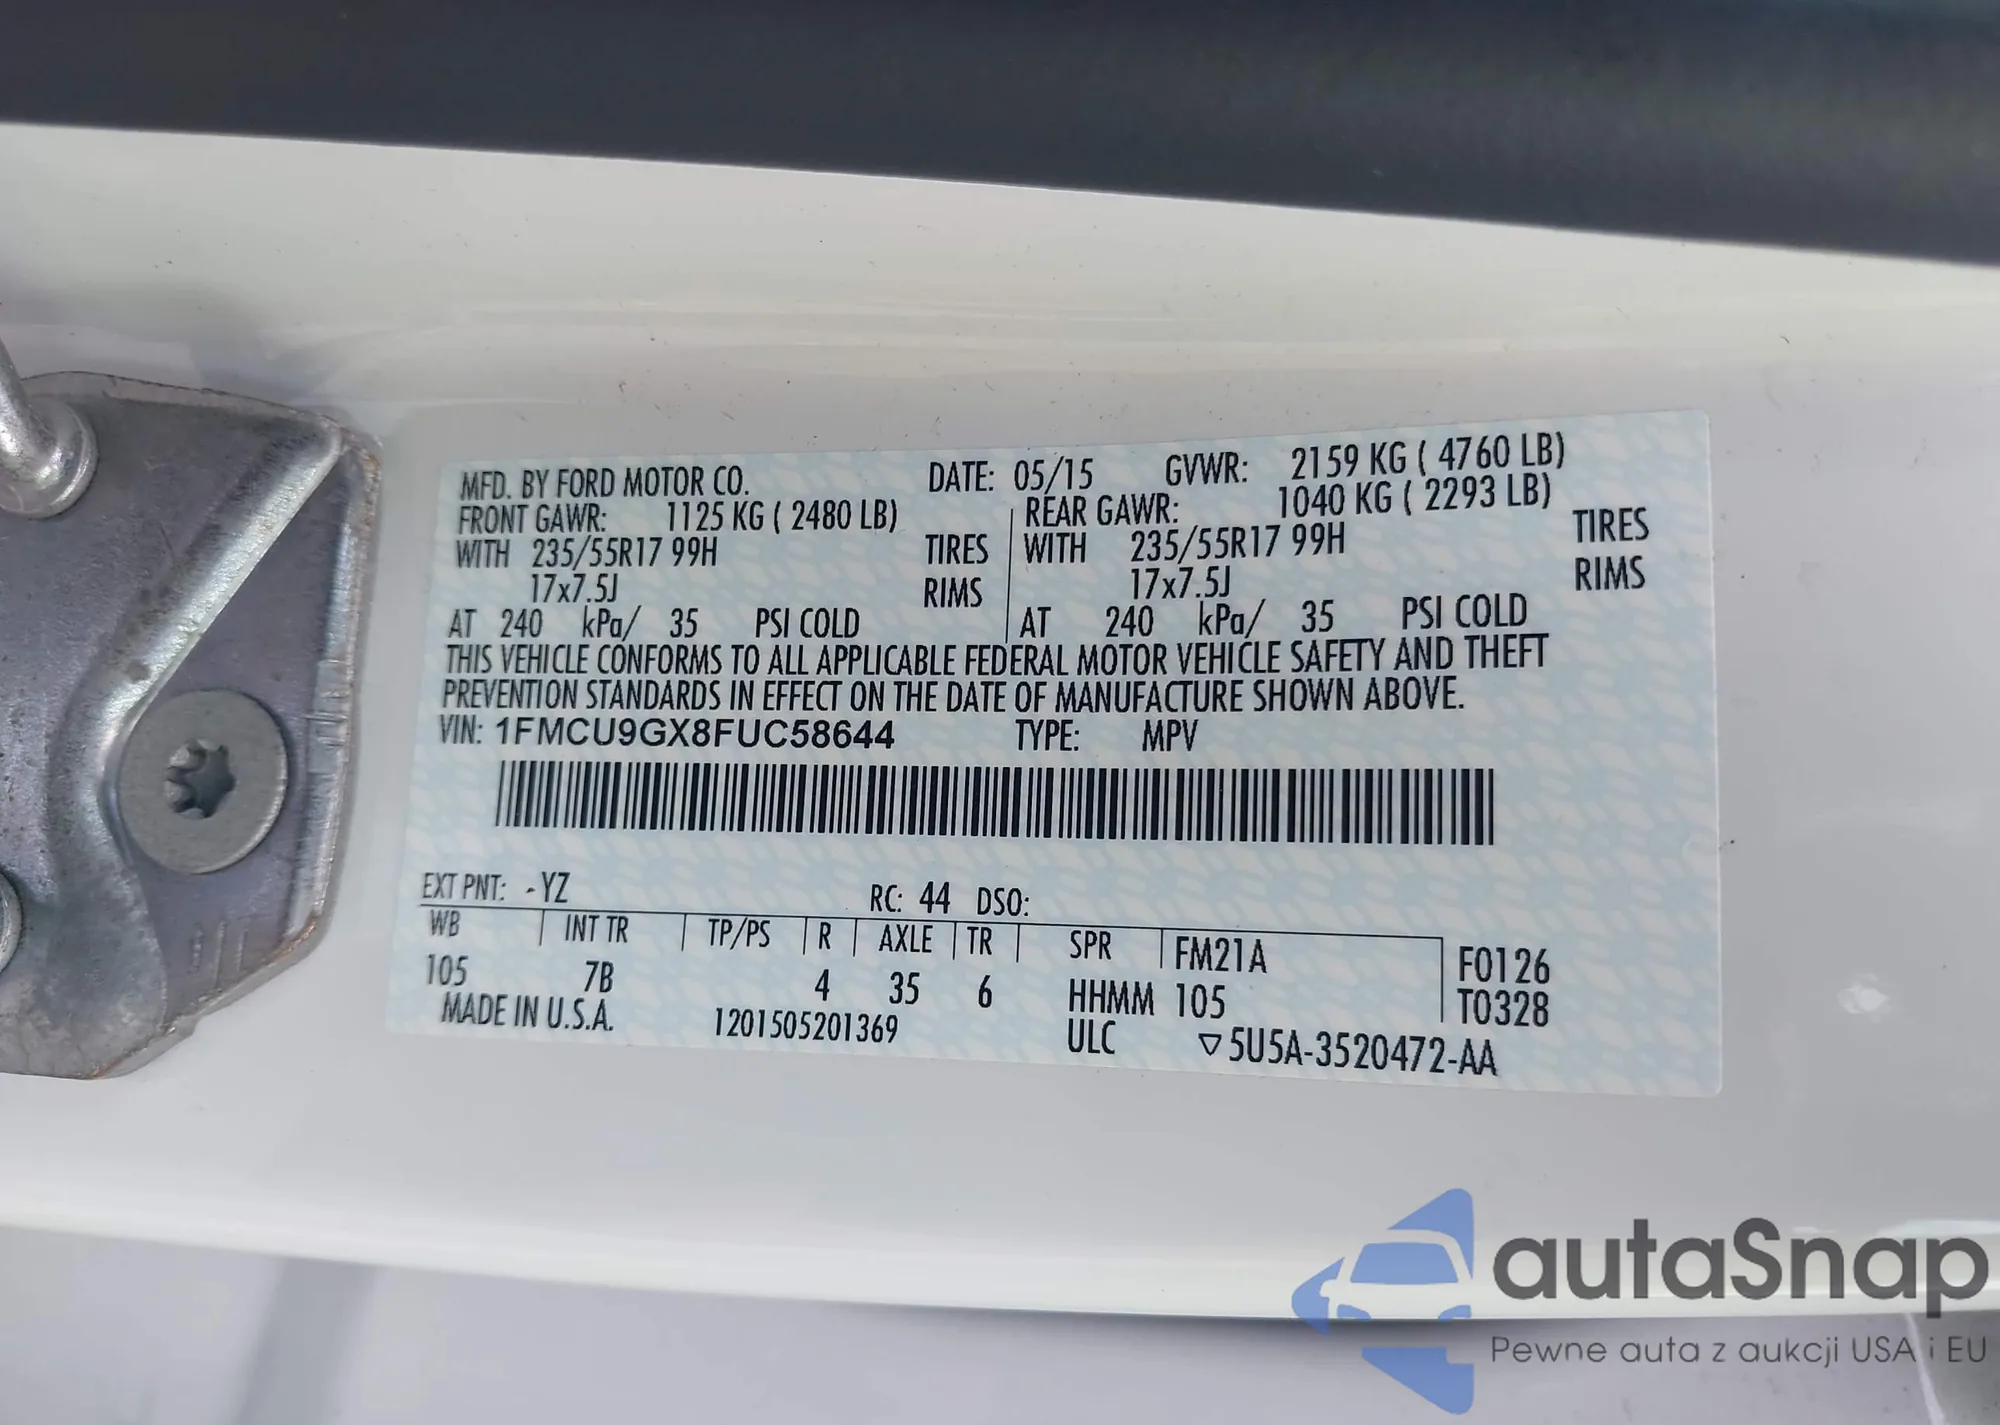 MFD. BY FORD MOTOR CO. DATE: 05/15 GVWR: 2159 KG ( 4760 LB)
FRONT GAWR: 1125 KG ( 2480 LB) REAR GAWR: 1040 KG ( 2293 LB)
WITH 235/55R17 99H TIRES WITH 235/55R17 99H TIRES
17x7.5J RIMS 17x7.5J RIMS
AT 240 kPa/ 35 PSI COLD AT 240 kPa/ 35 PSI COLD
THIS VEHICLE CONFORMS TO ALL APPLICABLE FEDERAL MOTOR VEHICLE SAFETY AND THEFT
PREVENTION STANDARDS IN EFFECT ON THE DATE OF MANUFACTURE SHOWN ABOVE.
VIN: 1FMCU9GX8FUC58644 TYPE: MPV
EXT PNT: -YZ RC: 44 DSO:
WB INT TR TP/PS R AXLE TR SPR FM21A F0126
105 7B 4 35 6 HHMM 105 T0328
MADE IN U.S.A. 1201505201369 ULC ▽5U5A-3520472-AA
autaSnap
Pewne auta z aukcji USA i EU